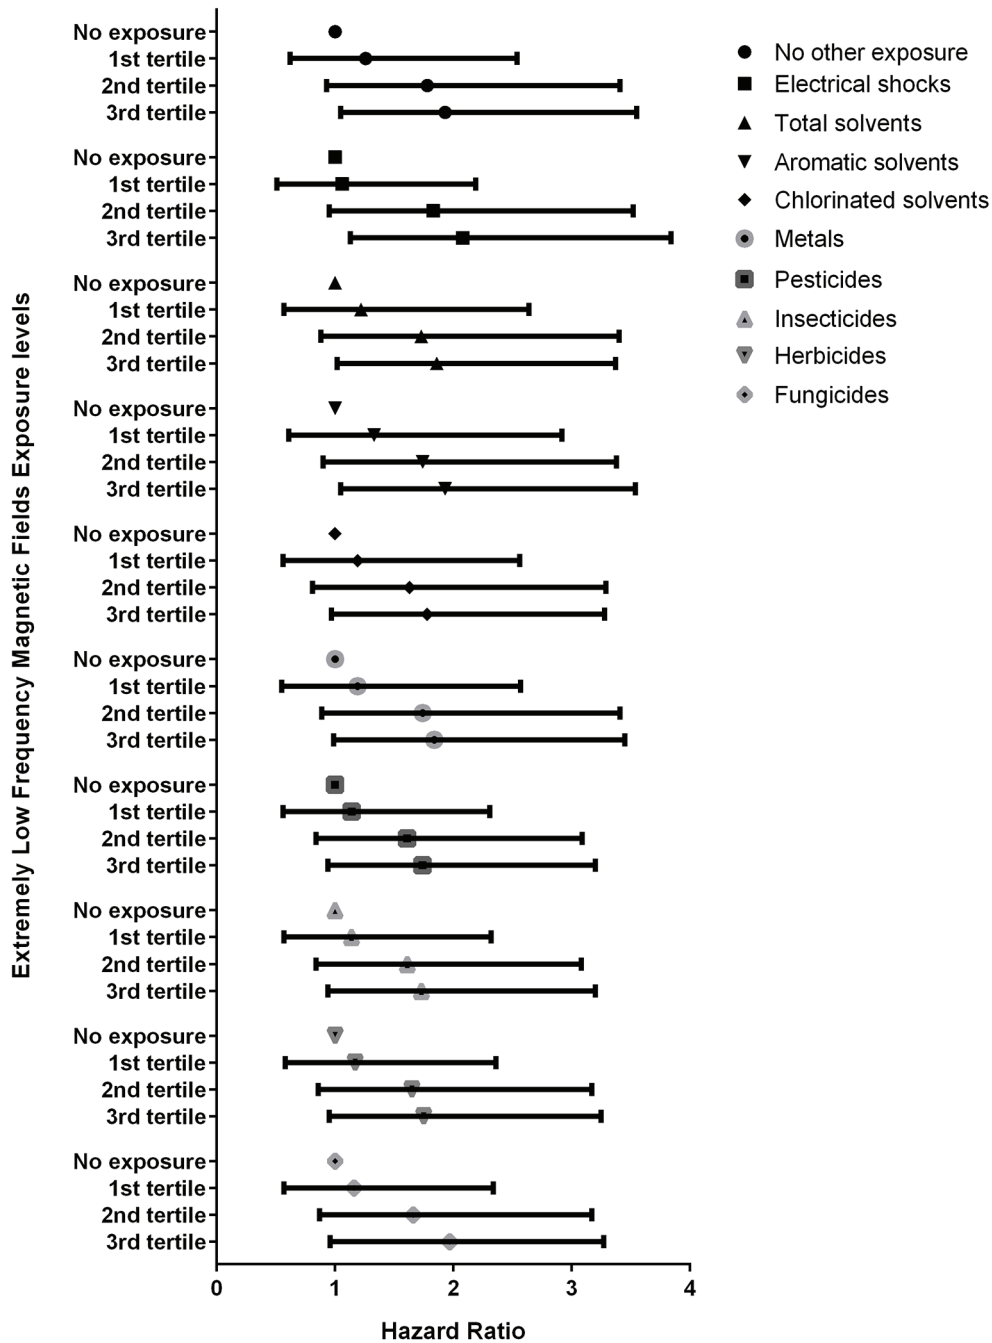 Extremely Low Frequency Magnetic Fields Exposure levels
No exposure
1st tertile
2nd tertile
3rd tertile
No exposure
1st tertile
2nd tertile
3rd tertile
No exposure
1st tertile
2nd tertile
3rd tertile
No exposure
1st tertile
2nd tertile
3rd tertile
No exposure
1st tertile
2nd tertile
3rd tertile
No exposure
1st tertile
2nd tertile
3rd tertile
No exposure
1st tertile
2nd tertile
3rd tertile
No exposure
1st tertile
2nd tertile
3rd tertile
No exposure
1st tertile
2nd tertile
3rd tertile
No exposure
1st tertile
2nd tertile
3rd tertile
0 1 2 3 4
Hazard Ratio
No other exposure
Electrical shocks
Total solvents
Aromatic solvents
Chlorinated solvents
Metals
Pesticides
Insecticides
Herbicides
Fungicides